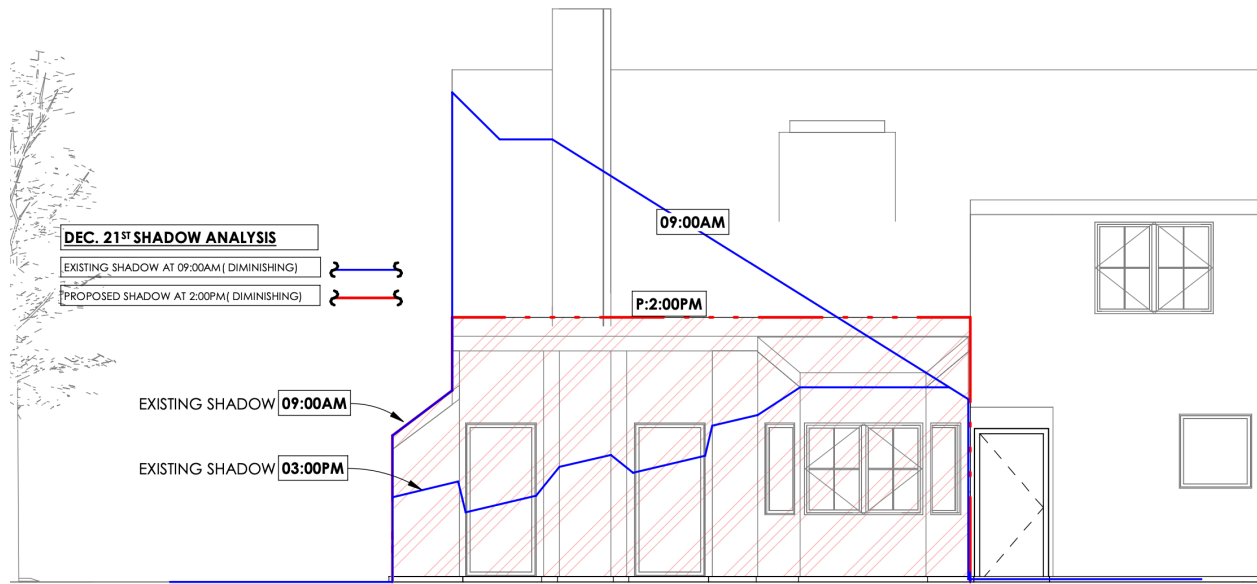 09:00AM
DEC. 21ST SHADOW ANALYSIS
EXISTING SHADOW AT 09:00AM( DIMINISHING)
PROPOSED SHADOW AT 2:00PM( DIMINISHING)
P:2:00PM
EXISTING SHADOW 09:00AM
EXISTING SHADOW 03:00PM